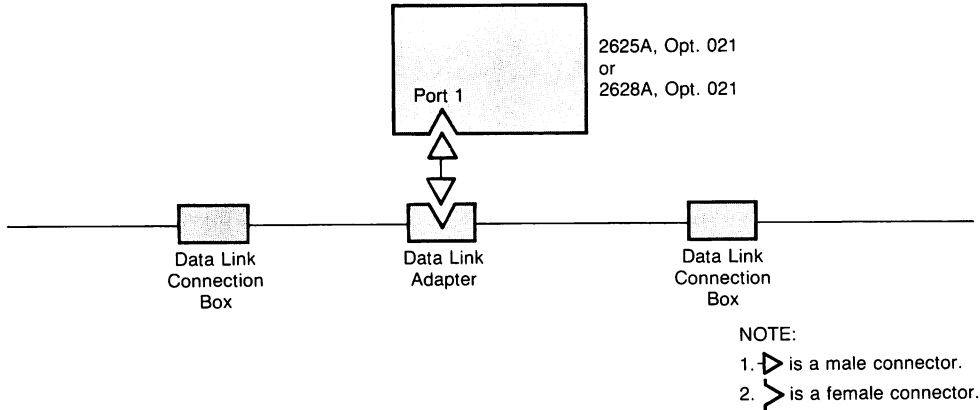 2625A, Opt. 021
or
2628A, Opt. 021
Port 1
Data Link
Connection
Box
Data Link
Adapter
Data Link
Connection
Box
NOTE:
1. is a male connector.
2. is a female connector.